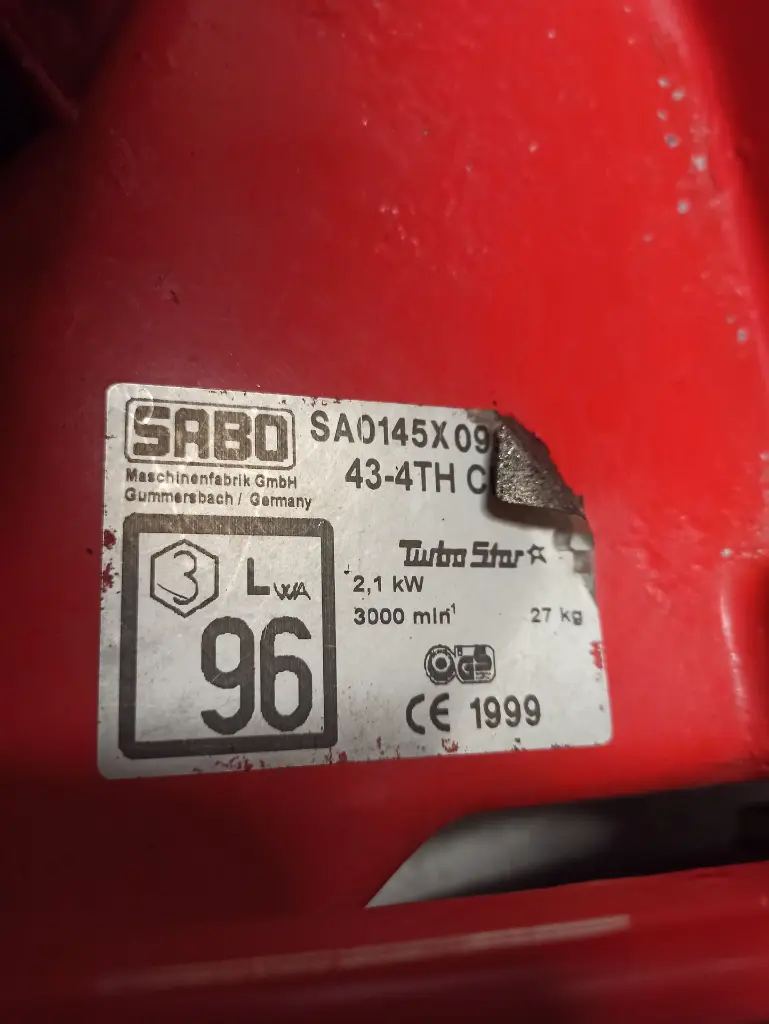 SABO
SA0145X09
Maschinenfabrik GmbH
43-4TH C
Gummersbach / Germany
3
LWA
96
Turbo Star
2,1 kW
3000 min¹
27 kg
GS
CE 1999